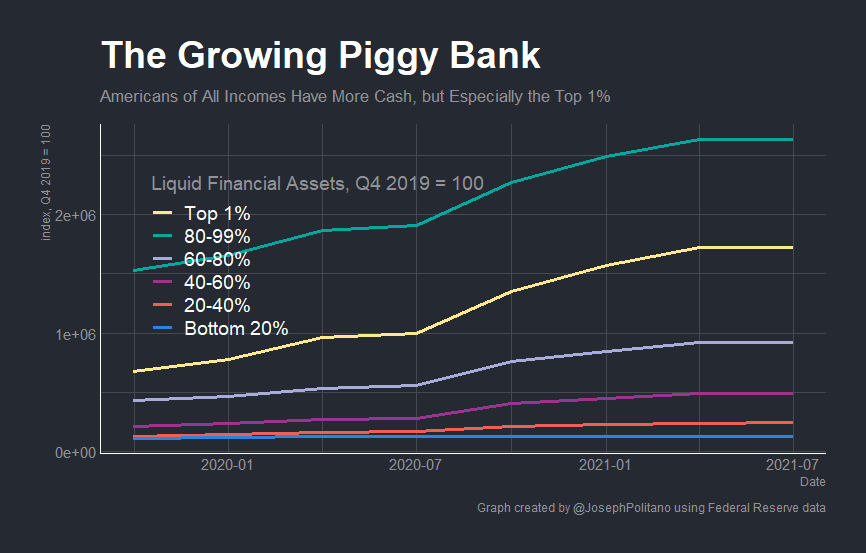 The Growing Piggy Bank
Americans of All Incomes Have More Cash, but Especially the Top 1%
index, Q4 2019 = 100
Liquid Financial Assets, Q4 2019 = 100
Top 1%
80-99%
60-80%
40-60%
20-40%
Bottom 20%
2e+06
1e+06
0e+00
2020-01
2020-07
2021-01
2021-07
Date
Graph created by @JosephPolitano using Federal Reserve data